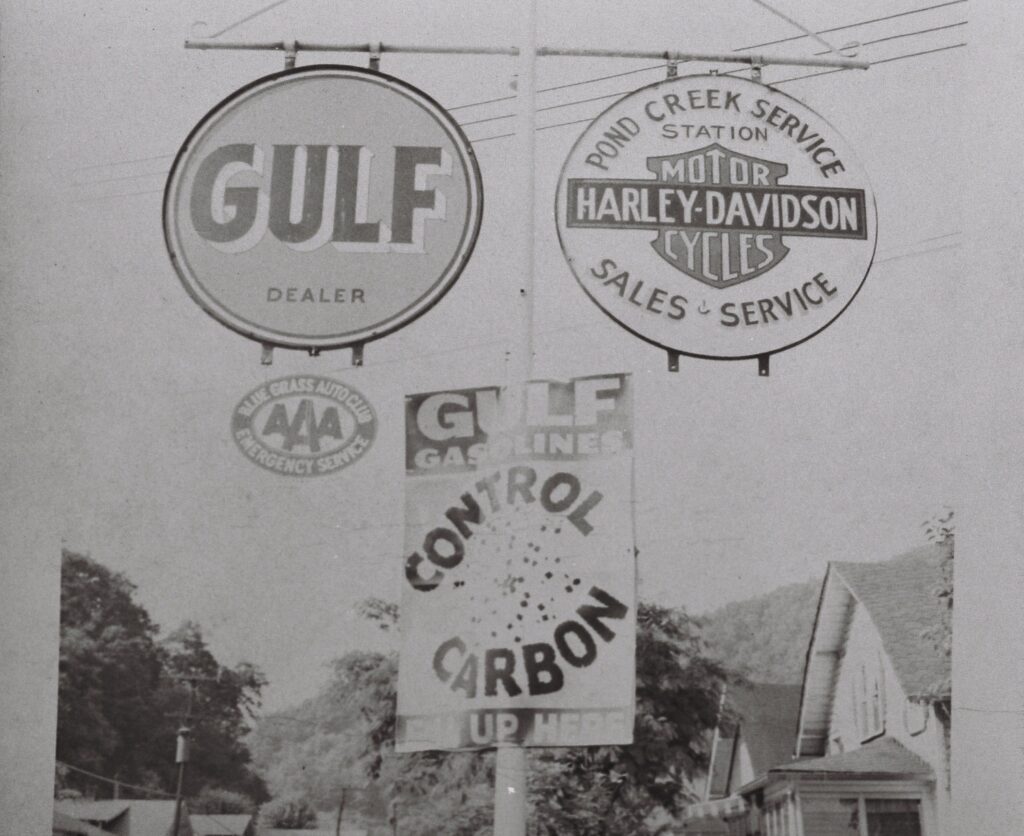 GULF
DEALER
POND CREEK SERVICE
STATION
MOTOR
HARLEY-DAVIDSON
CYCLES
SALES & SERVICE
BLUE GRASS AUTO CLUB
AAA
EMERGENCY SERVICE
GULF
GASOLINES
CONTROL
CARBON
UP HERE